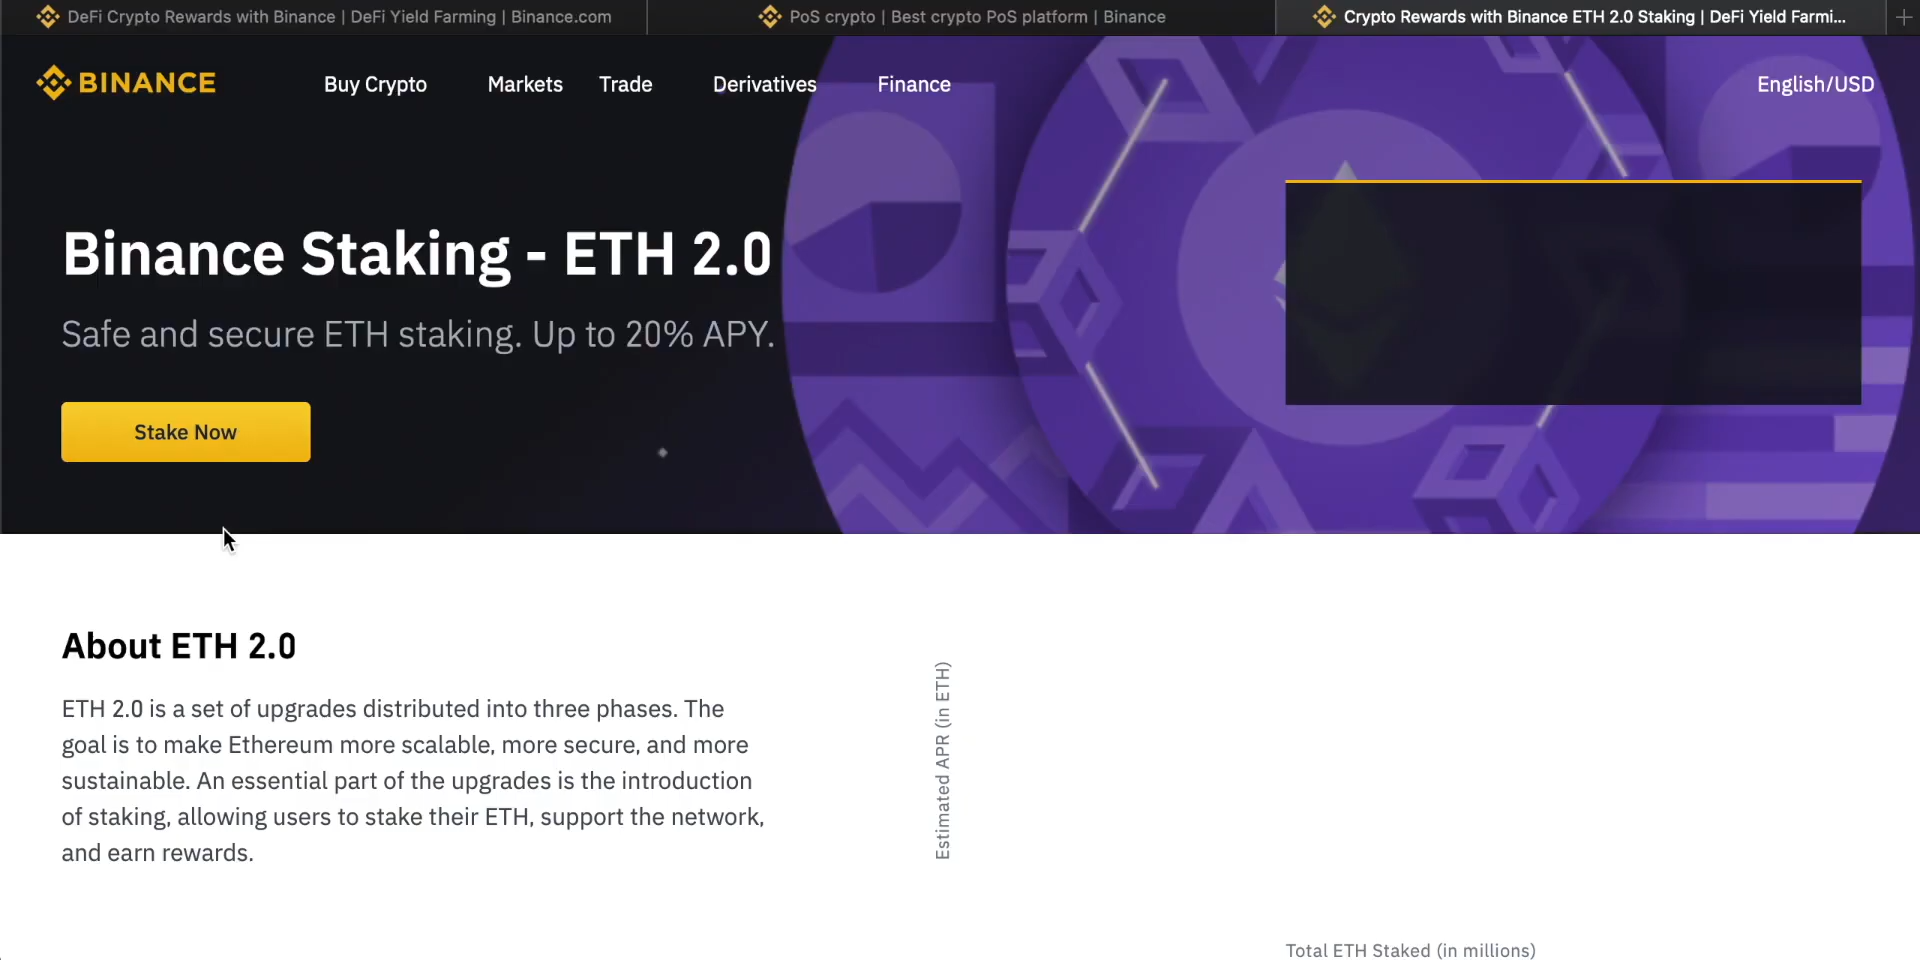 DeFi Crypto Rewards with Binance | DeFi Yield Farming | Binance.com
PoS crypto | Best crypto PoS platform | Binance
Crypto Rewards with Binance ETH 2.0 Staking | DeFi Yield Farmi...
BINANCE
Buy Crypto
Markets
Trade
Derivatives
Finance
English/USD
Binance Staking - ETH 2.0
Safe and secure ETH staking. Up to 20% APY.
Stake Now
About ETH 2.0
ETH 2.0 is a set of upgrades distributed into three phases. The
goal is to make Ethereum more scalable, more secure, and more
sustainable. An essential part of the upgrades is the introduction
of staking, allowing users to stake their ETH, support the network,
and earn rewards.
Estimated APR (in ETH)
Total ETH Staked (in millions)